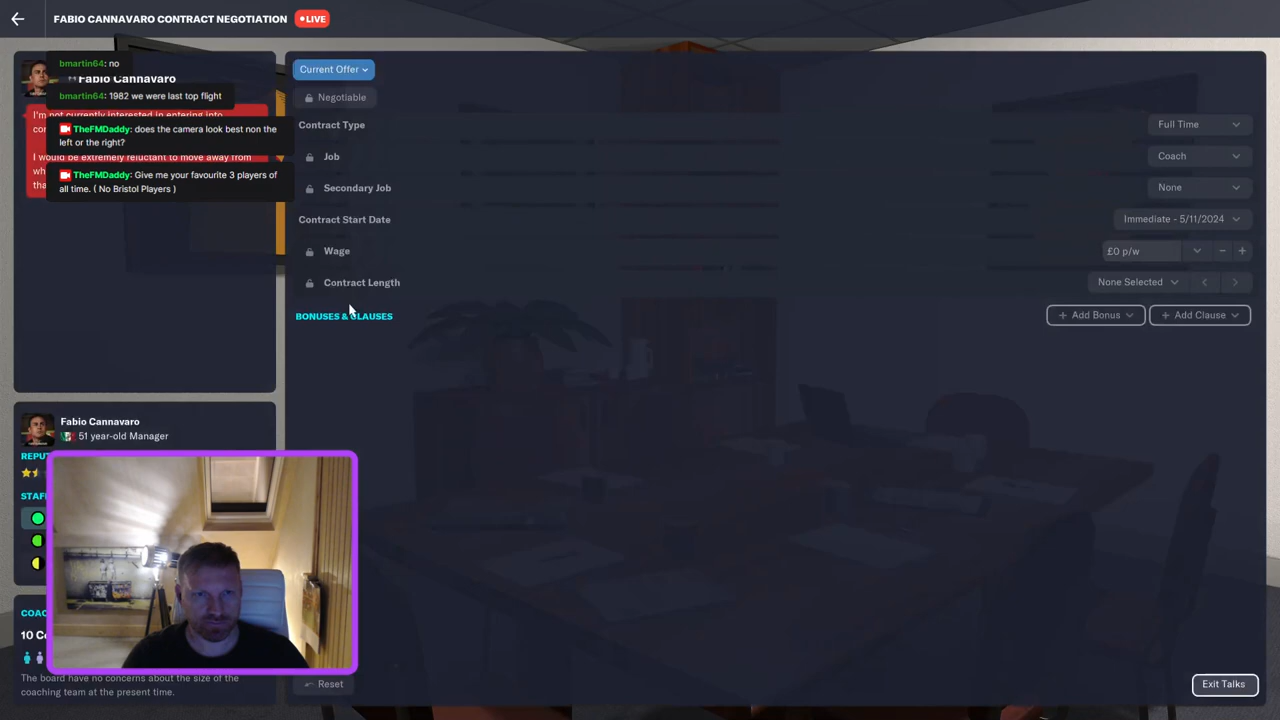 FABIO CANNAVARO CONTRACT NEGOTIATION
LIVE
bmartin64: no
Fabio Cannavaro
bmartin64: 1982 we were last top flight
I'm not currently interested in entering into
TheFMDaddy: does the camera look best non the
left or the right?
I would be extremely reluctant to move away from
TheFMDaddy: Give me your favourite 3 players of
all time. ( No Bristol Players )
Current Offer
Negotiable
Contract Type
Full Time
Job
Coach
Secondary Job
None
Contract Start Date
Immediate - 5/11/2024
Wage
£0 p/w
Contract Length
None Selected
BONUSES & CLAUSES
+ Add Bonus
+ Add Clause
Fabio Cannavaro
51 year-old Manager
The board have no concerns about the size of the
coaching team at the present time.
Reset
Exit Talks